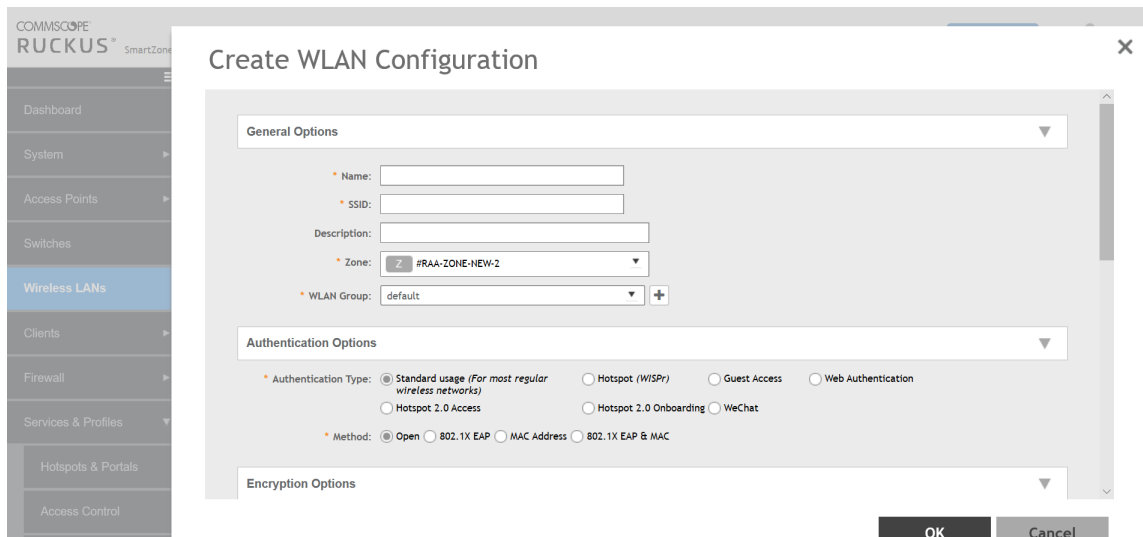 COMMSCOPE
RUCKUS® SmartZone
Create WLAN Configuration
Dashboard
System
Access Points
Switches
Wireless LANs
Clients
Firewall
Services & Profiles
Hotspots & Portals
Access Control
General Options
* Name:
* SSID:
Description:
* Zone: Z #RAA-ZONE-NEW-2
* WLAN Group: default
Authentication Options
* Authentication Type: Standard usage (For most regular wireless networks) Hotspot (WISPr) Guest Access Web Authentication
Hotspot 2.0 Access Hotspot 2.0 Onboarding WeChat
* Method: Open 802.1X EAP MAC Address 802.1X EAP & MAC
Encryption Options
OK Cancel